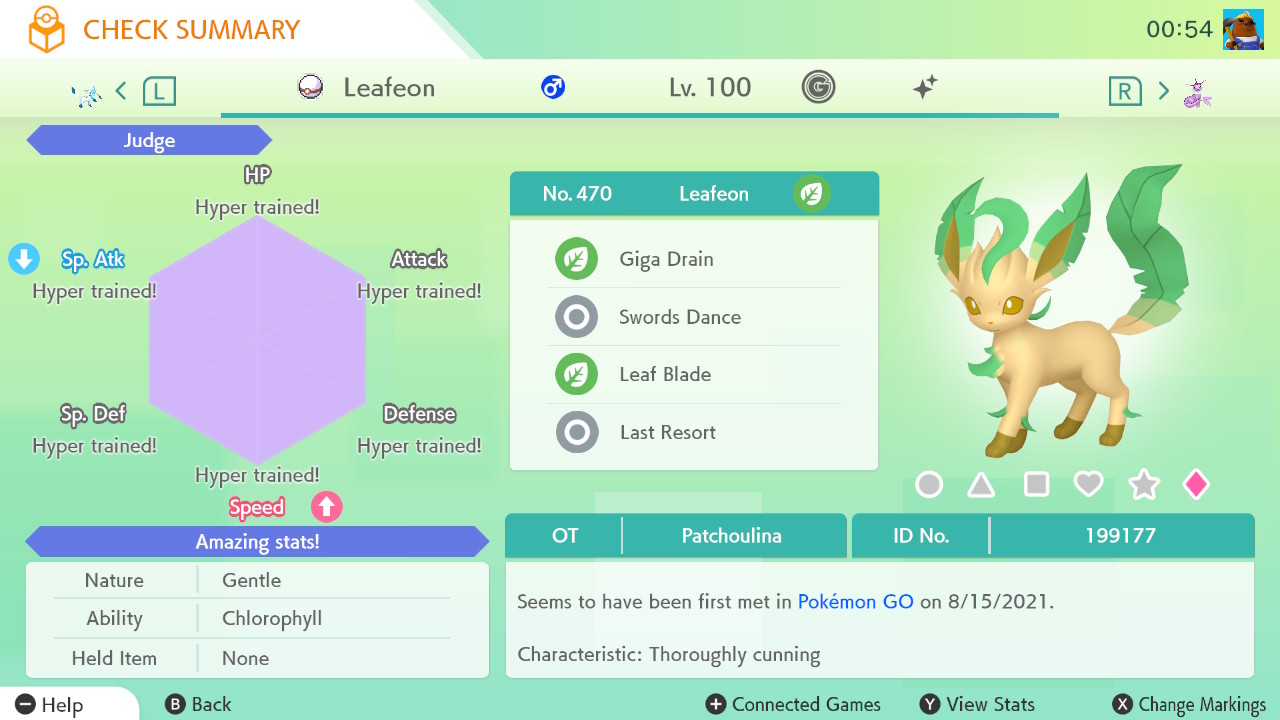 CHECK SUMMARY
00:54
L
Leafeon
Lv. 100
G
R
Judge
HP
Hyper trained!
Sp. Atk
Hyper trained!
Attack
Hyper trained!
Sp. Def
Hyper trained!
Defense
Hyper trained!
Hyper trained!
Speed
Amazing stats!
Nature Gentle
Ability Chlorophyll
Held Item None
No. 470 Leafeon
Giga Drain
Swords Dance
Leaf Blade
Last Resort
OT Patchoulina
ID No. 199177
Seems to have been first met in Pokémon GO on 8/15/2021.
Characteristic: Thoroughly cunning
Help
B Back
Connected Games
Y View Stats
X Change Markings